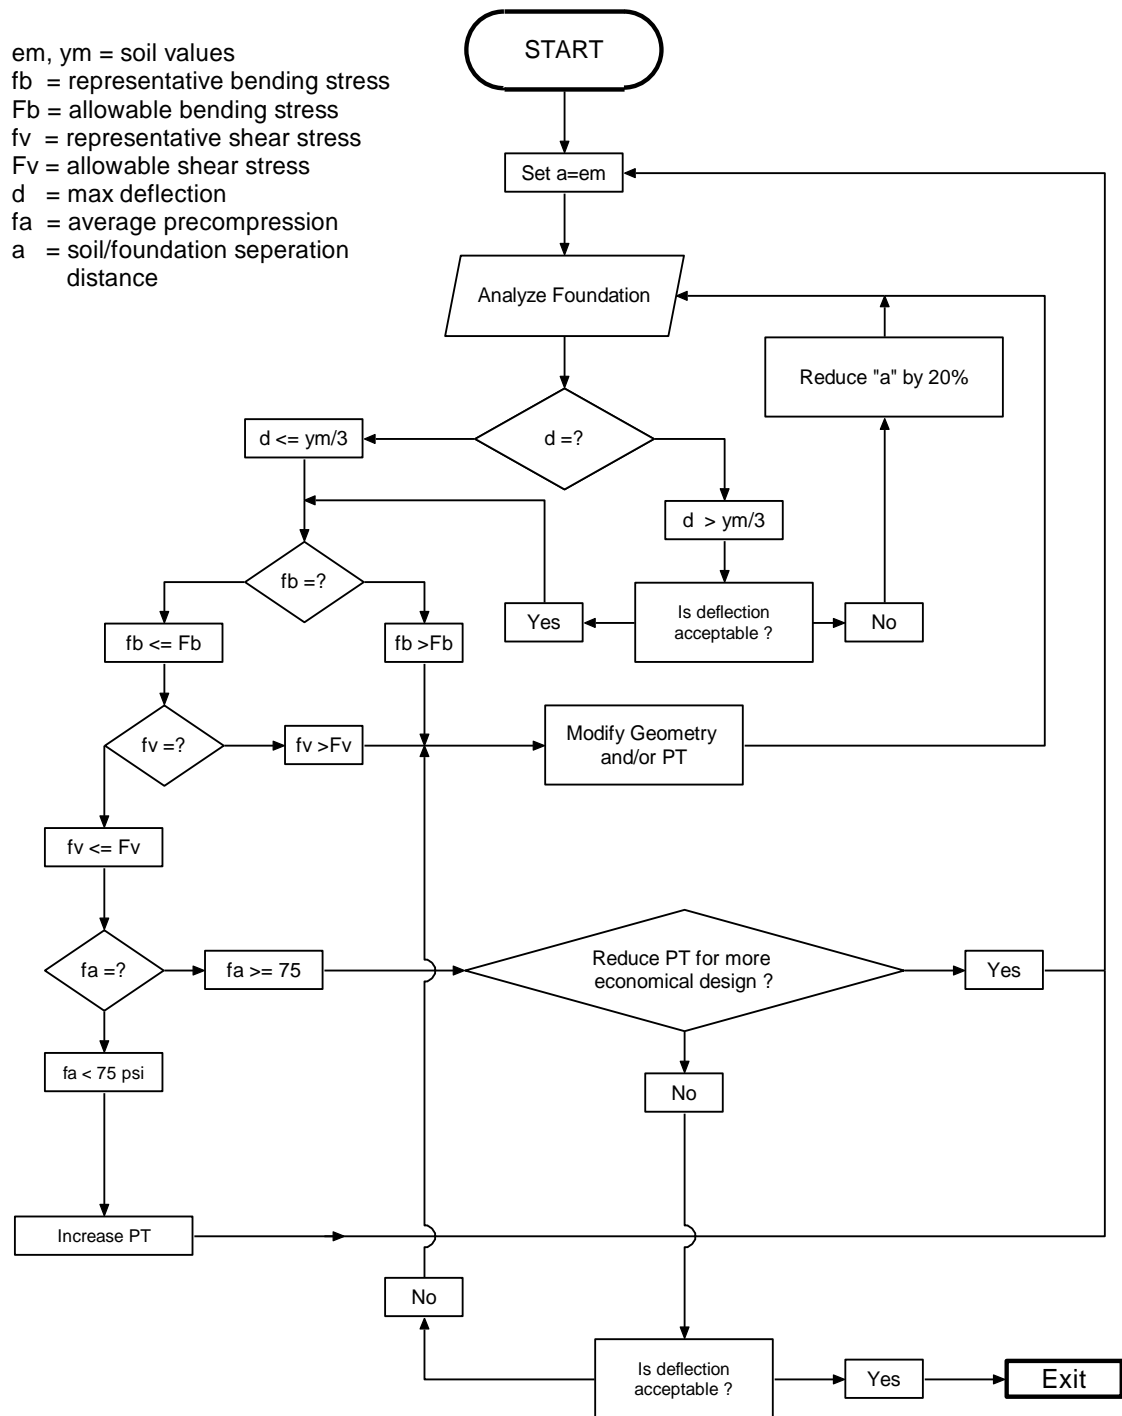 em, ym = soil values
fb = representative bending stress
Fb = allowable bending stress
fv = representative shear stress
Fv = allowable shear stress
d = max deflection
fa = average precompression
a = soil/foundation seperation
distance
START
Set a=em
Analyze Foundation
Reduce "a" by 20%
d <= ym/3
d =?
d > ym/3
fb =?
Is deflection
acceptable ?
Yes
No
fb <= Fb
fb >Fb
fv =?
fv >Fv
Modify Geometry
and/or PT
fv <= Fv
fa =?
fa >= 75
Reduce PT for more
economical design ?
Yes
fa < 75 psi
No
Increase PT
No
Is deflection
acceptable ?
Yes
Exit